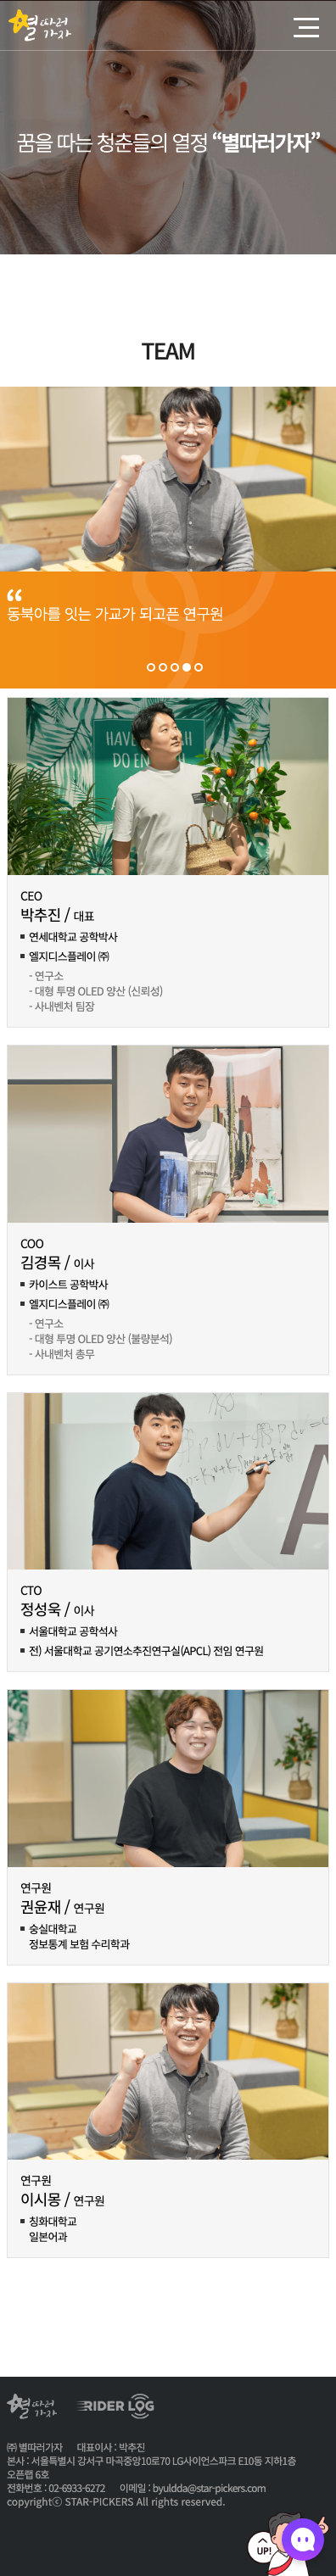 별따러
가자
꿈을 따는 청춘들의 열정 “별따러가자”
TEAM
“
동북아를 잇는 가교가 되고픈 연구원
CEO
박추진 / 대표
연세대학교 공학박사
엘지디스플레이 ㈜
- 연구소
- 대형 투명 OLED 양산 (신뢰성)
- 사내벤처 팀장
COO
김경목 / 이사
카이스트 공학박사
엘지디스플레이 ㈜
- 연구소
- 대형 투명 OLED 양산 (불량분석)
- 사내벤처 총무
CTO
정성욱 / 이사
서울대학교 공학석사
전) 서울대학교 공기연소추진연구실(APCL) 전임 연구원
연구원
권윤재 / 연구원
숭실대학교
정보통계 보험 수리학과
연구원
이시몽 / 연구원
칭화대학교
일본어과
별따러
가자
RIDER LOG
㈜ 별따러가자 대표이사 : 박추진
본사 : 서울특별시 강서구 마곡중앙10로70 LG사이언스파크 E10동 지하1층
오픈랩 6호
전화번호 : 02-6933-6272 이메일 : byuldda@star-pickers.com
copyrightⓒ STAR-PICKERS All rights reserved.
UP!